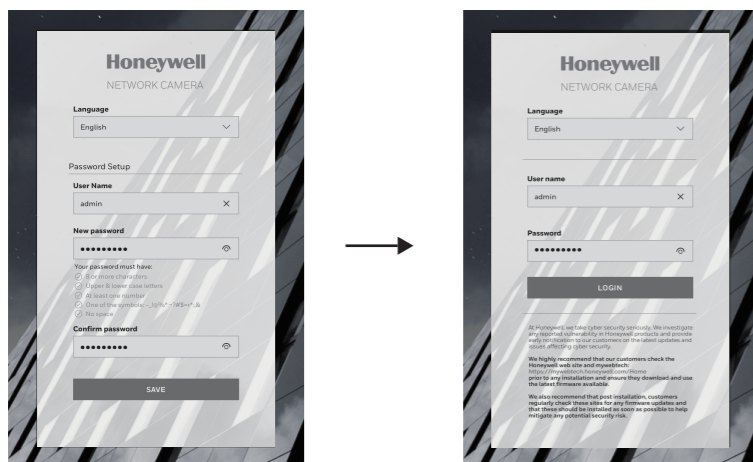 Honeywell
NETWORK CAMERA
Language
English
Password Setup
User Name
admin
New password
Your password must have:
8 or more characters
Upper & lower case letters
At least one number
One of the symbols:
No space
Confirm password
SAVE
Honeywell
NETWORK CAMERA
Language
English
User name
admin
Password
LOGIN
At Honeywell, we take cyber security seriously. We investigate
any reported vulnerability in Honeywell products and provide
early notification to our customers on the latest updates and
issues affecting cyber security.
We highly recommend that our customers check the
Honeywell web site and mywebtech:
https://mywebtech.honeywell.com/Home
prior to any installation and ensure they download and use
the latest firmware available.
We also recommend that post installation, customers
regularly check these sites for any firmware updates and
that these should be installed as soon as possible to help
mitigate any potential security risk.